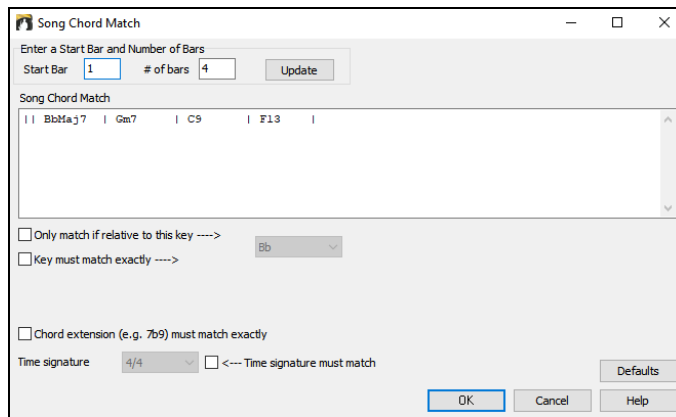 Song Chord Match
Enter a Start Bar and Number of Bars
Start Bar 1 # of bars 4 Update
Song Chord Match
|| BbMaj7 | Gm7 | C9 | F13 |
Only match if relative to this key ---->
Bb
Key must match exactly ---->
Chord extension (e.g. 7b9) must match exactly
Time signature 4/4 <--- Time signature must match
Defaults
OK Cancel Help